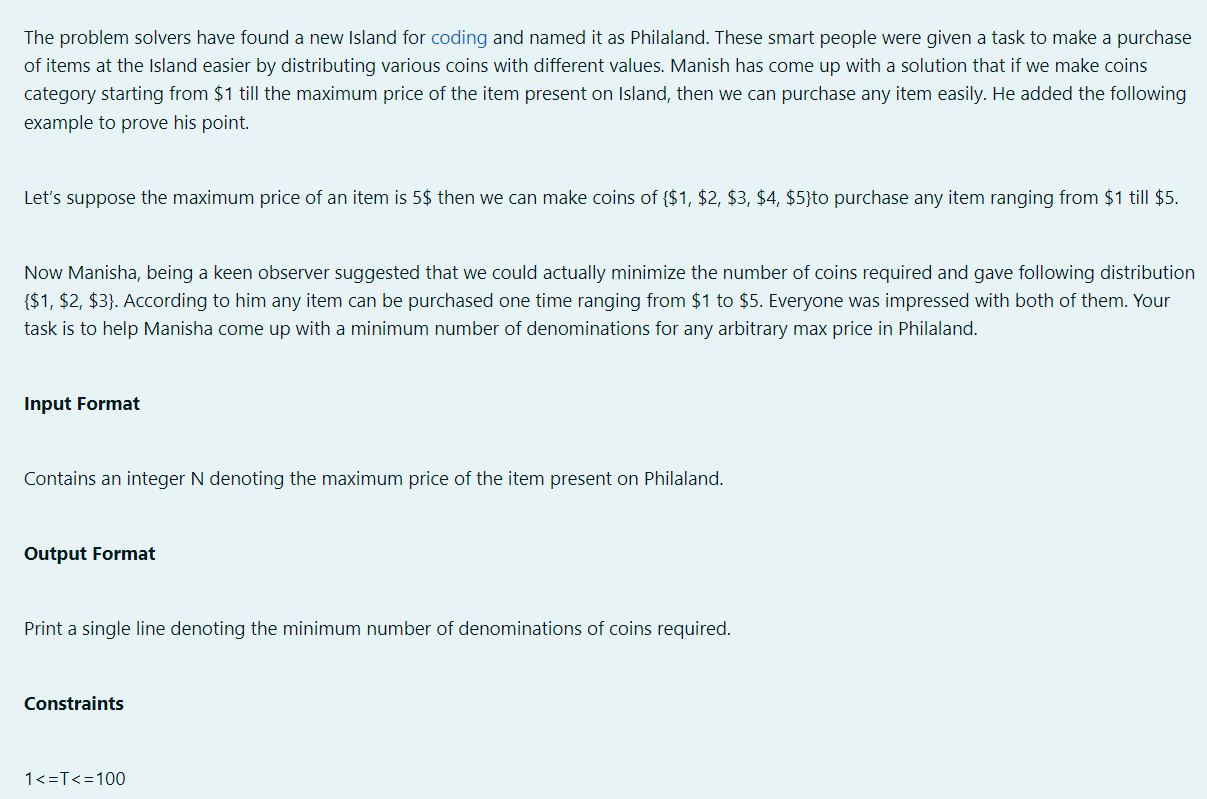 The problem solvers have found a new Island for coding and named it as Philaland. These smart people were given a task to make a purchase
of items at the Island easier by distributing various coins with different values. Manish has come up with a solution that if we make coins
category starting from $1 till the maximum price of the item present on Island, then we can purchase any item easily. He added the following
example to prove his point.
Let's suppose the maximum price of an item is 5$ then we can make coins of {$1, $2, $3, $4, $5}to purchase any item ranging from $1 till $5.
Now Manisha, being a keen observer suggested that we could actually minimize the number of coins required and gave following distribution
{$1, $2, $3}. According to him any item can be purchased one time ranging from $1 to $5. Everyone was impressed with both of them. Your
task is to help Manisha come up with a minimum number of denominations for any arbitrary max price in Philaland.
Input Format
Contains an integer N denoting the maximum price of the item present on Philaland.
Output Format
Print a single line denoting the minimum number of denominations of coins required.
Constraints
1<=T<=100